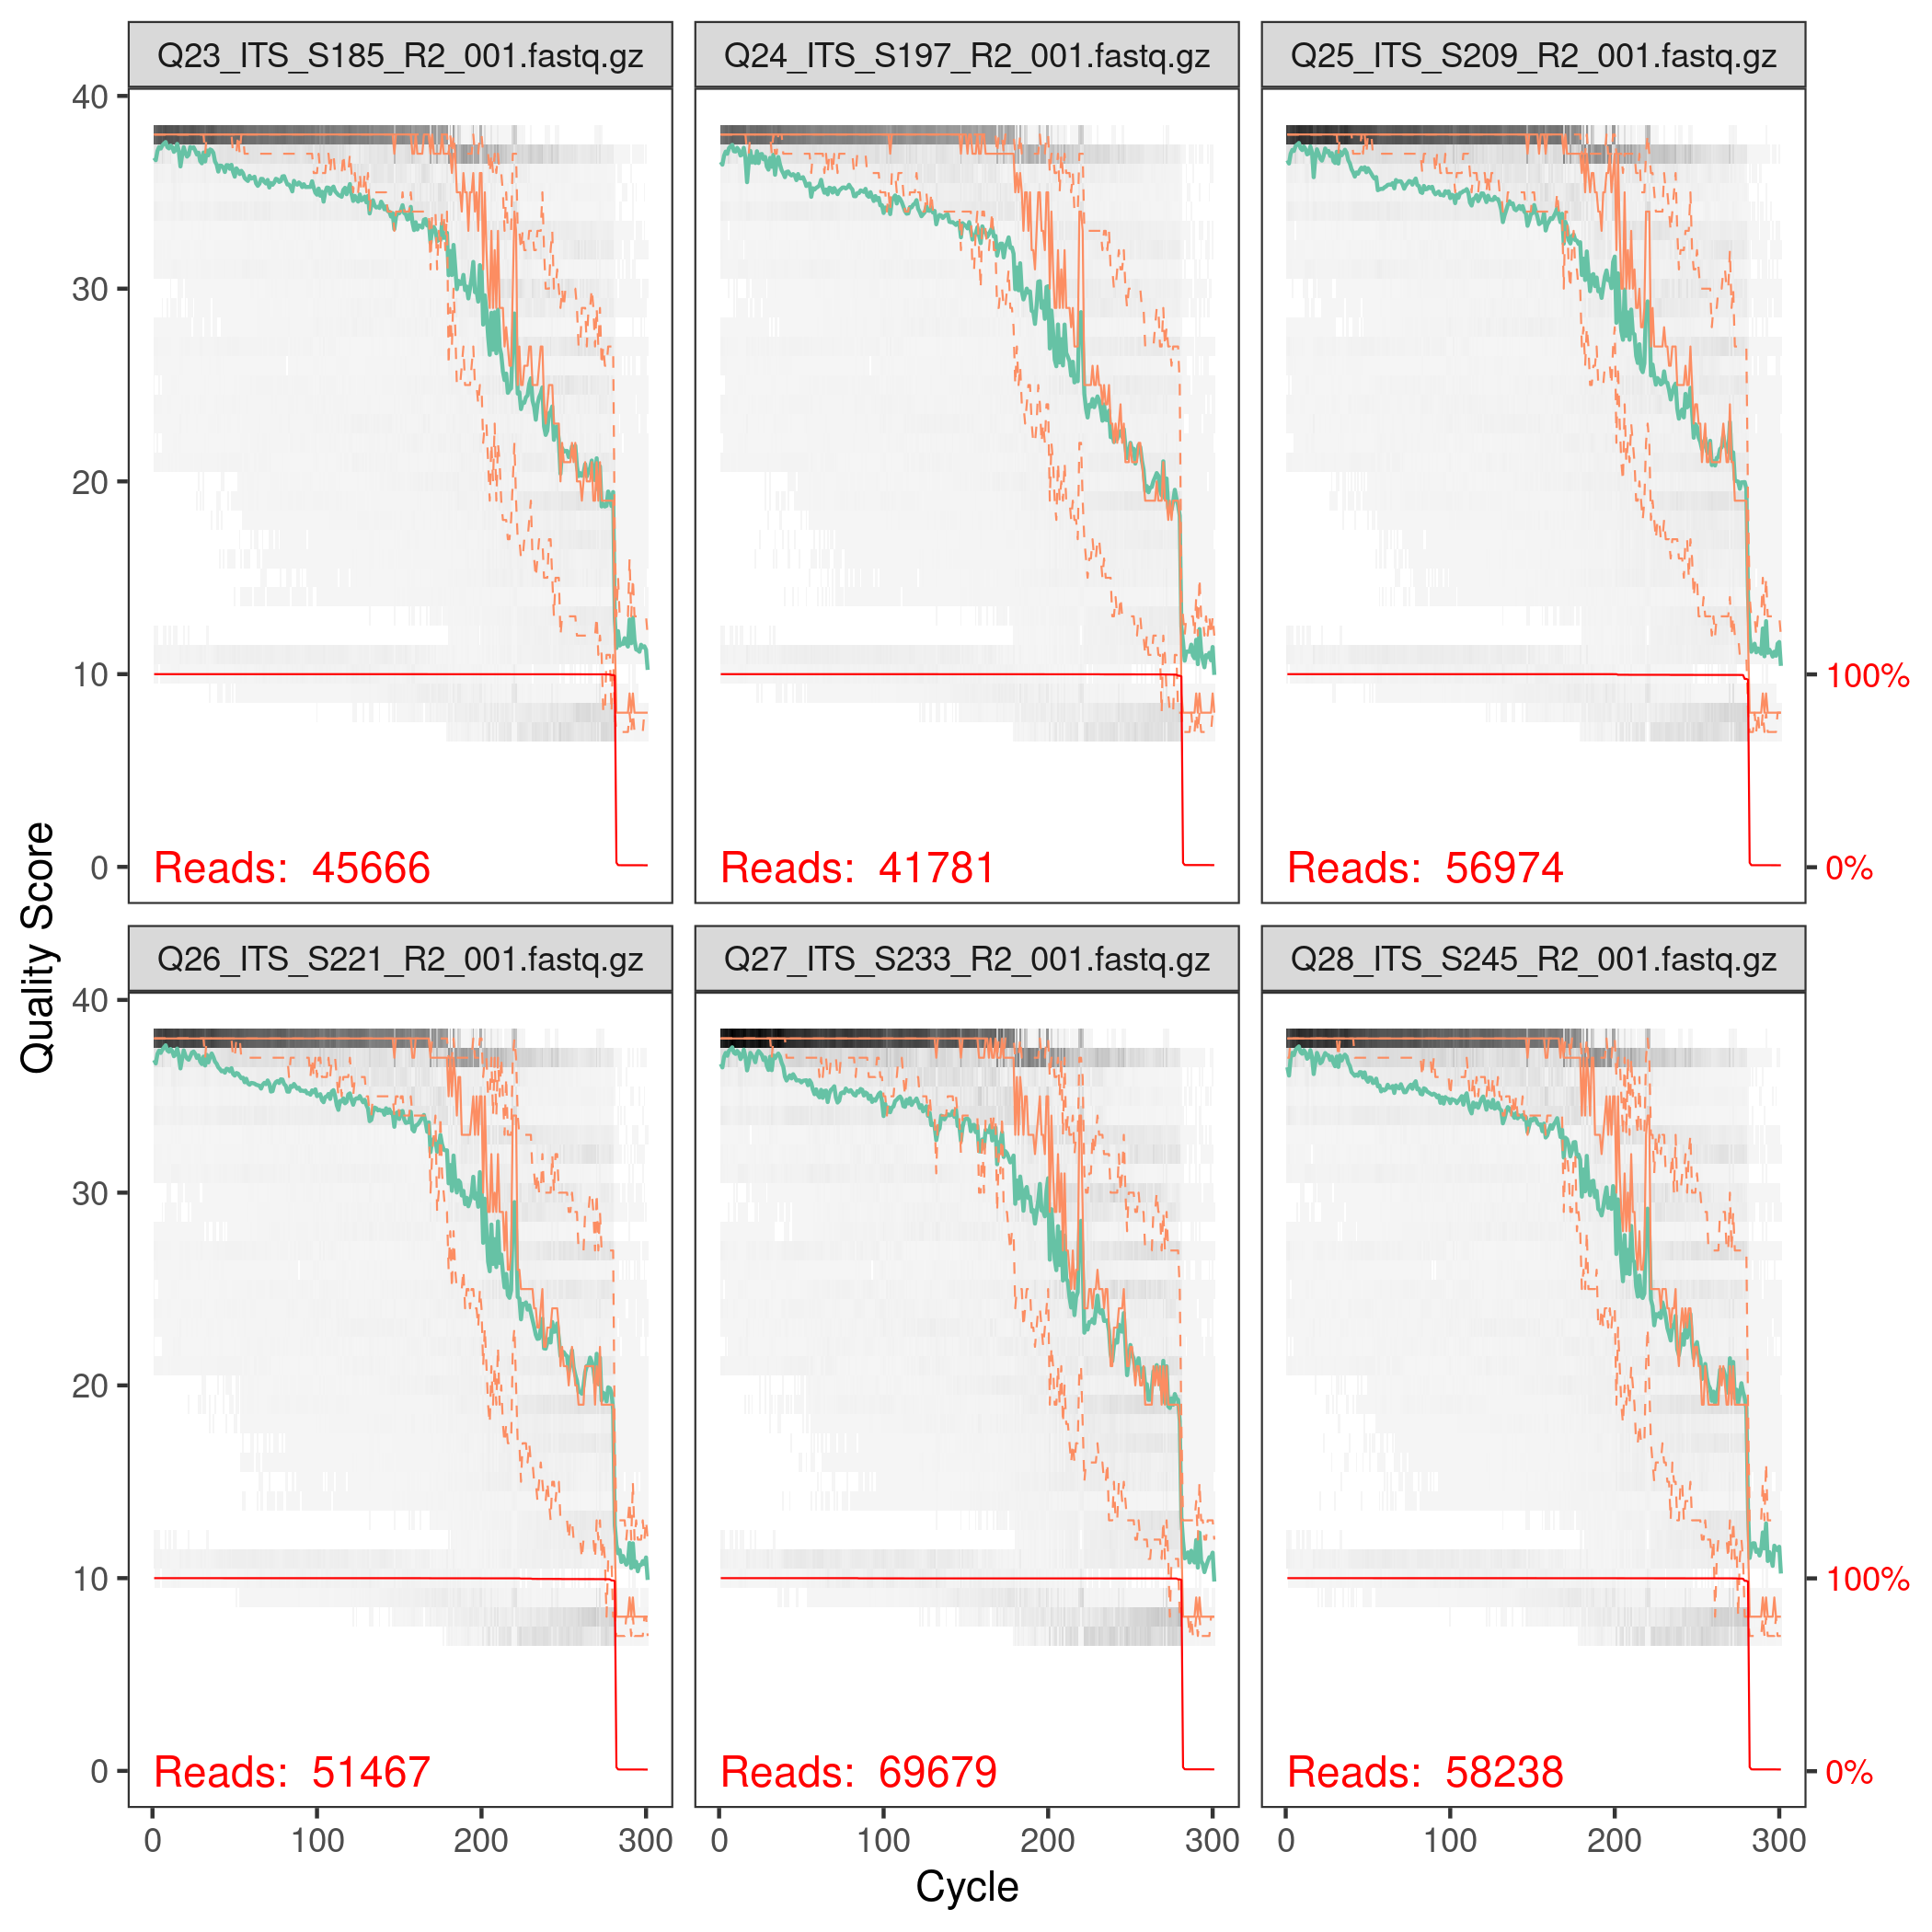 Q23_ITS_S185_R2_001.fastq.gz
Q24_ITS_S197_R2_001.fastq.gz
Q25_ITS_S209_R2_001.fastq.gz
40
30
20
10
0
100%
0%
Reads: 45666
Reads: 41781
Reads: 56974
Quality Score
Q26_ITS_S221_R2_001.fastq.gz
Q27_ITS_S233_R2_001.fastq.gz
Q28_ITS_S245_R2_001.fastq.gz
40
30
20
10
0
100%
0%
Reads: 51467
Reads: 69679
Reads: 58238
0 100 200 300
0 100 200 300
0 100 200 300
Cycle